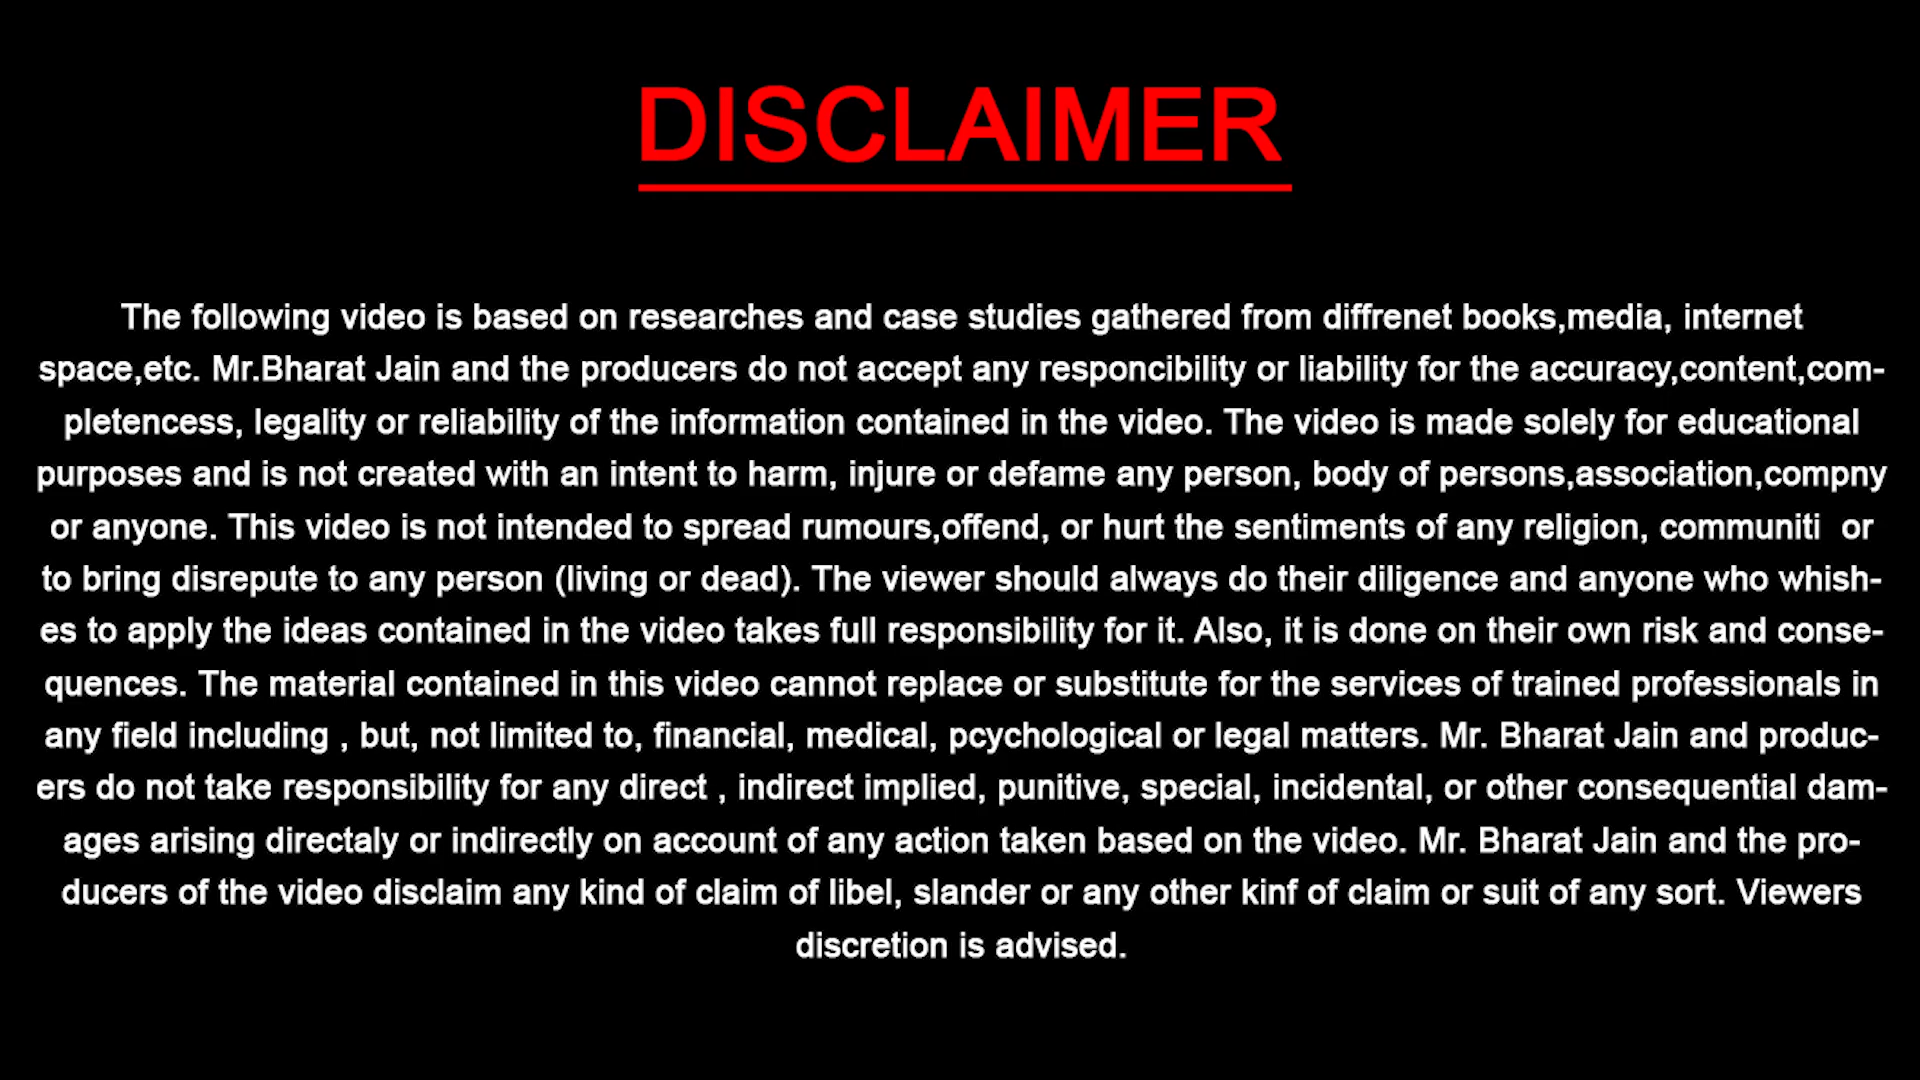 DISCLAIMER
The following video is based on researches and case studies gathered from diffrenet books,media, internet
space,etc. Mr.Bharat Jain and the producers do not accept any responcibility or liability for the accuracy,content,com-
pletencess, legality or reliability of the information contained in the video. The video is made solely for educational
purposes and is not created with an intent to harm, injure or defame any person, body of persons,association,compny
or anyone. This video is not intended to spread rumours,offend, or hurt the sentiments of any religion, communiti  or
to bring disrepute to any person (living or dead). The viewer should always do their diligence and anyone who whish-
es to apply the ideas contained in the video takes full responsibility for it. Also, it is done on their own risk and conse-
quences. The material contained in this video cannot replace or substitute for the services of trained professionals in
any field including , but, not limited to, financial, medical, pcychological or legal matters. Mr. Bharat Jain and produc-
ers do not take responsibility for any direct , indirect implied, punitive, special, incidental, or other consequential dam-
ages arising directaly or indirectly on account of any action taken based on the video. Mr. Bharat Jain and the pro-
ducers of the video disclaim any kind of claim of libel, slander or any other kinf of claim or suit of any sort. Viewers
discretion is advised.